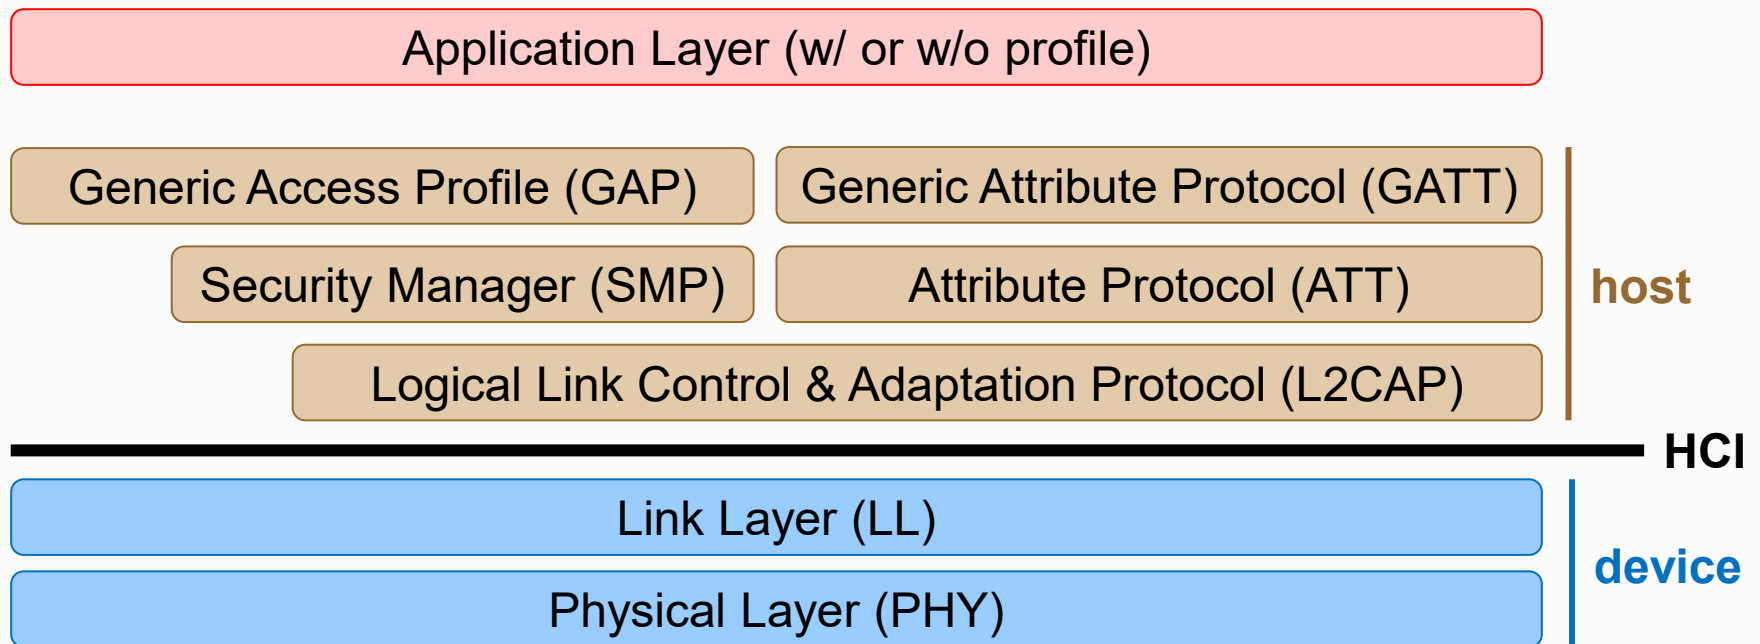 Application Layer (w/ or w/o profile)
Generic Access Profile (GAP)
Generic Attribute Protocol (GATT)
Security Manager (SMP)
Attribute Protocol (ATT)
host
Logical Link Control & Adaptation Protocol (L2CAP)
HCI
Link Layer (LL)
device
Physical Layer (PHY)